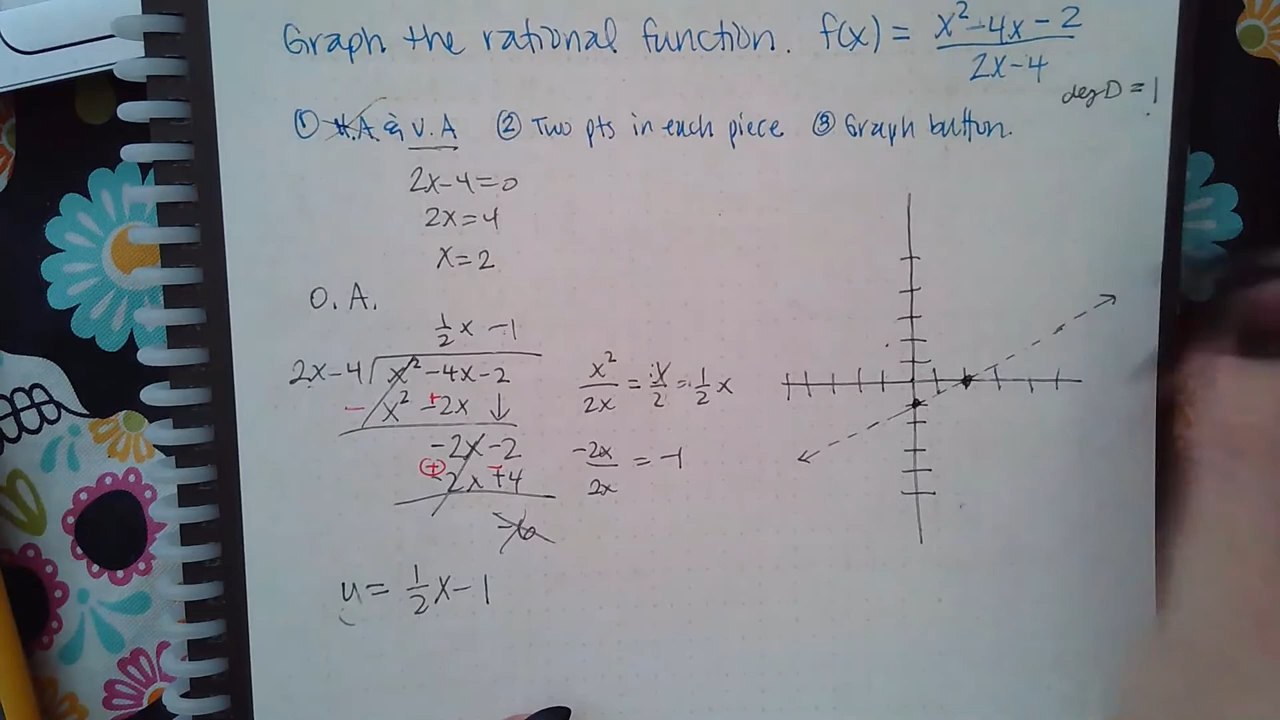 Graph the rational function. f(x) = x²-4x-2 / 2x-4
deg D = 1
① H.A & V.A ② Two pts in each piece ③ Graph button.
2x-4=0
2x=4
x=2
O.A.
½x -1
2x-4 x²-4x-2
- x² -+2x ↓
-2x-2
+ -2x +-4
-6
x²/2x = x/2 = ½x
-2x/2x = -1
y = ½x-1